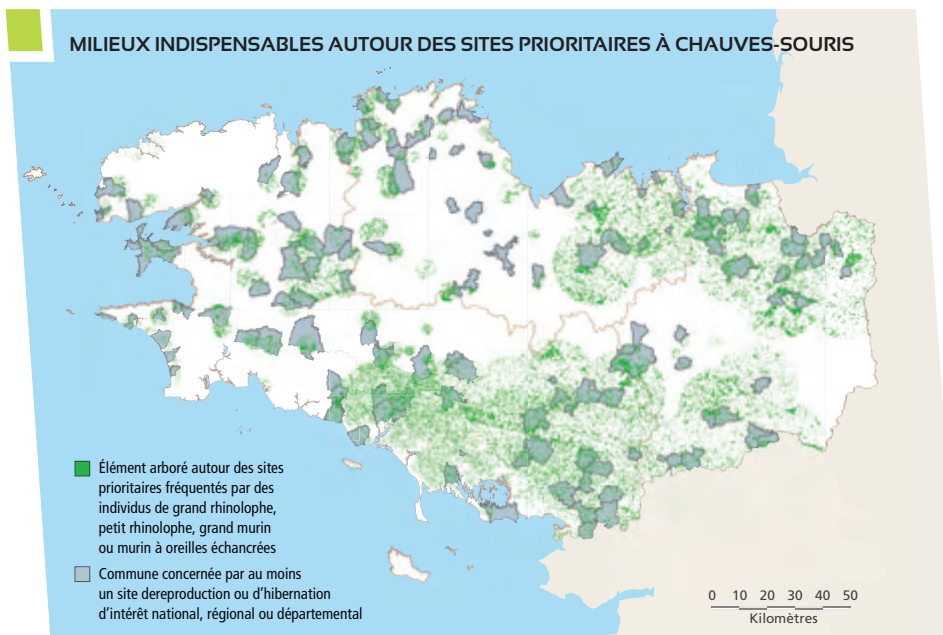 MILIEUX INDISPENSABLES AUTOUR DES SITES PRIORITAIRES À CHAUVES-SOURIS
Élément arboré autour des sites
prioritaires fréquentés par des
individus de grand rhinolophe,
petit rhinolophe, grand murin
ou murin à oreilles échancrées
Commune concernée par au moins
un site dereproduction ou d'hibernation
d'intérêt national, régional ou départemental
0 10 20 30 40 50
Kilomètres